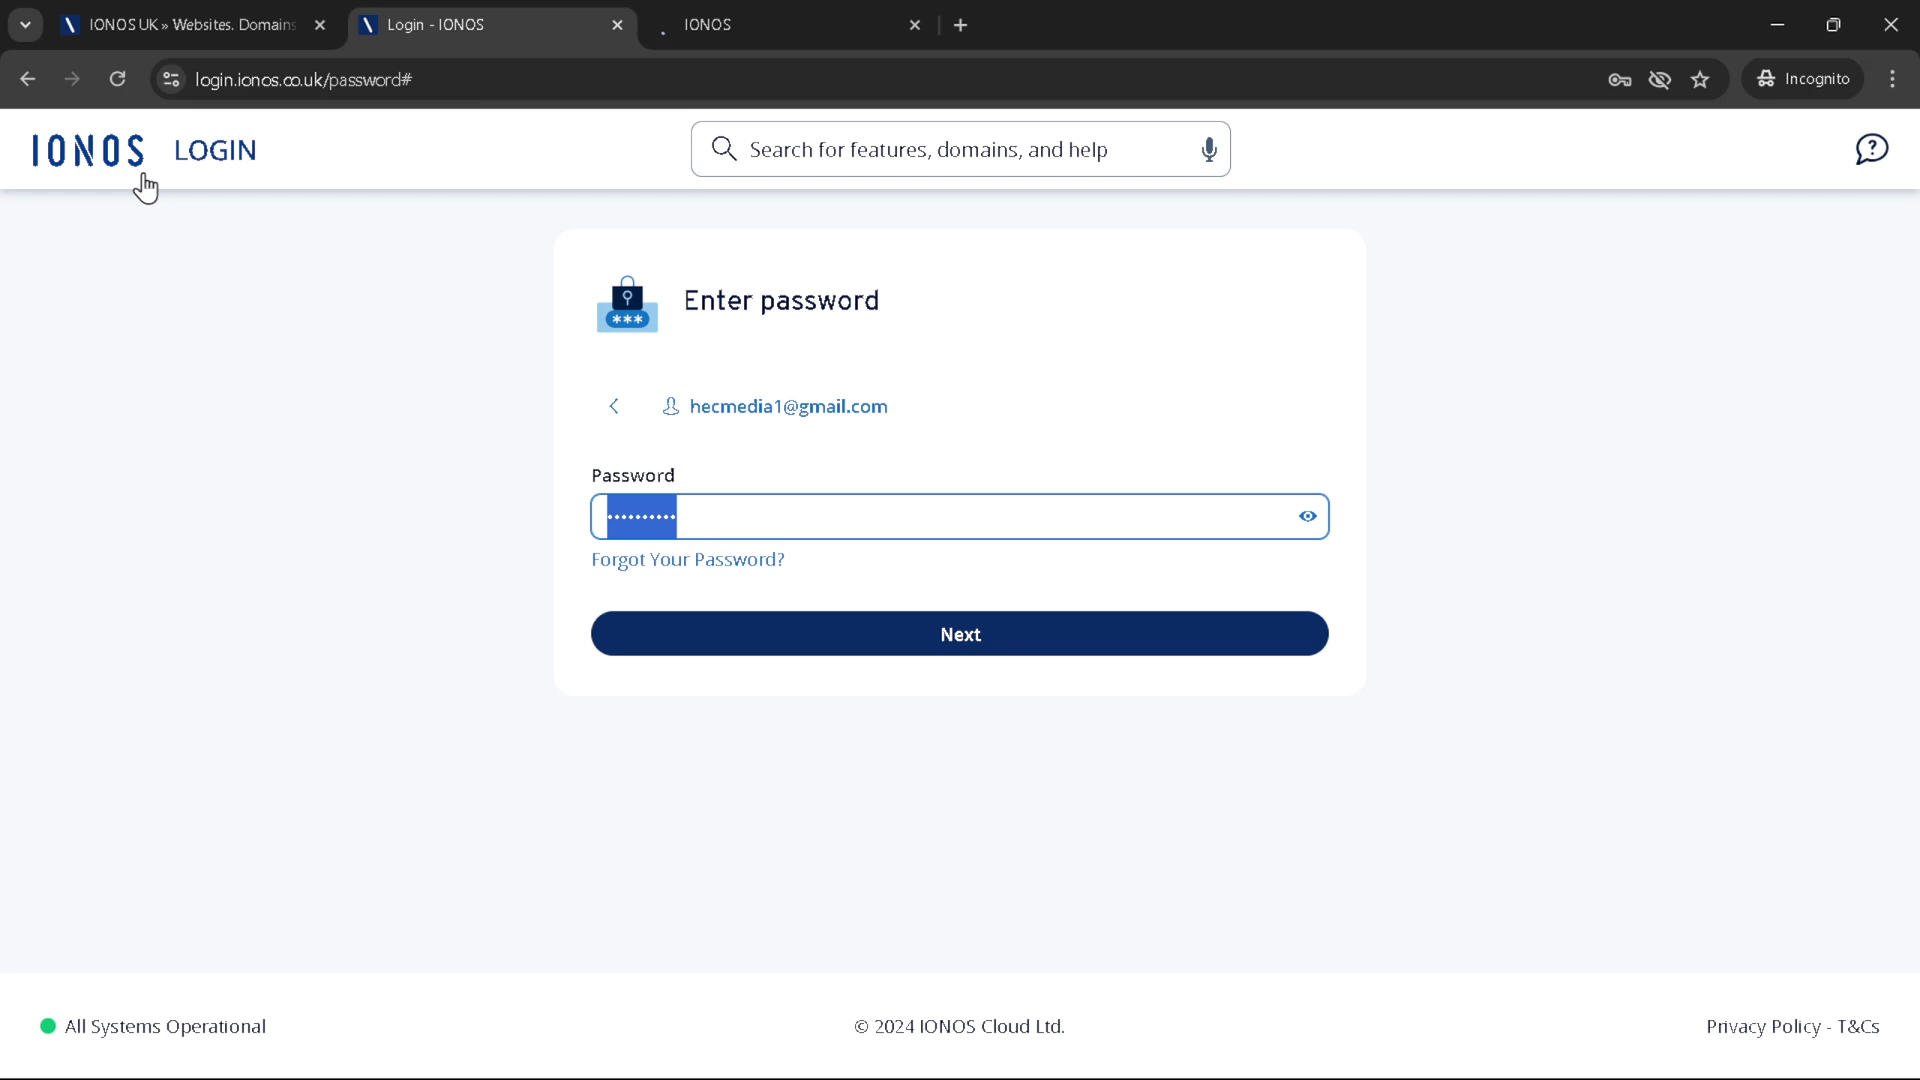 IONOS UK » Websites. Domains
Login - IONOS
IONOS
login.ionos.co.uk/password#
Incognito
IONOS LOGIN
Search for features, domains, and help
***
Enter password
hecmedia1@gmail.com
Password
••••••••••
Forgot Your Password?
Next
All Systems Operational
© 2024 IONOS Cloud Ltd.
Privacy Policy - T&Cs